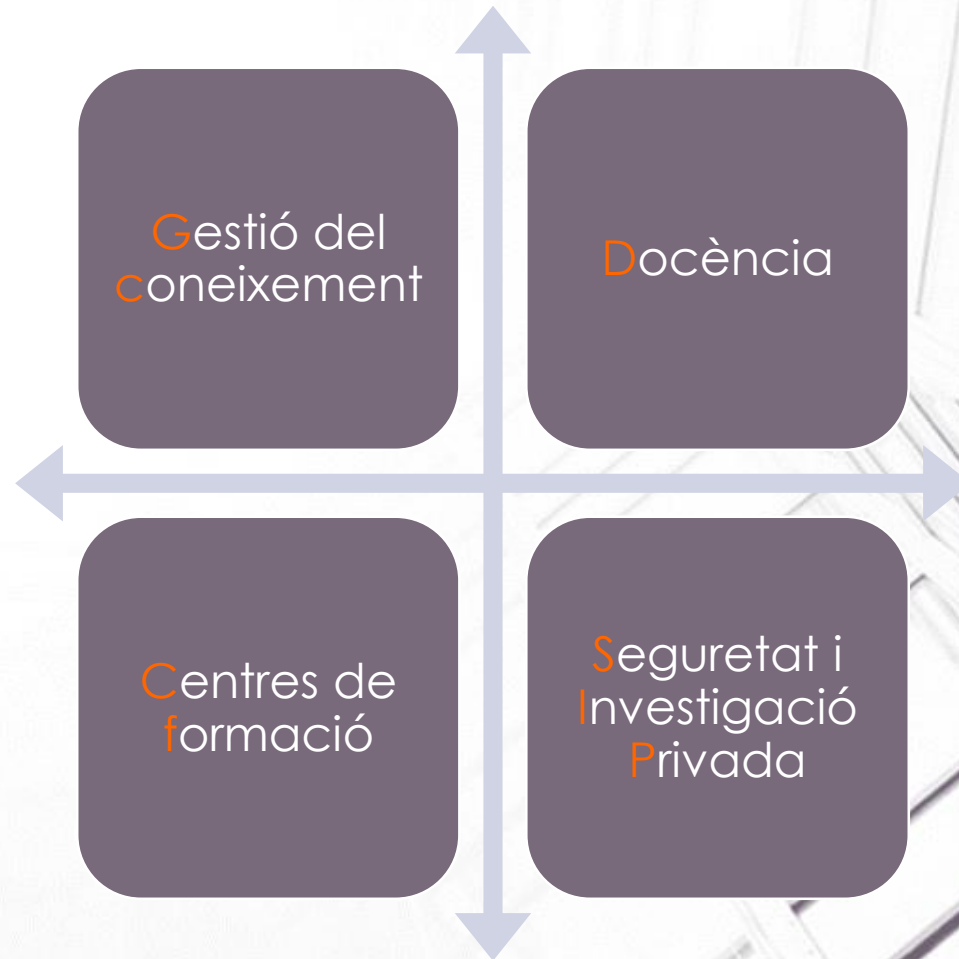 Gestió del
coneixement
Docència
Centres de
formació
Seguretat i
Investigació
Privada